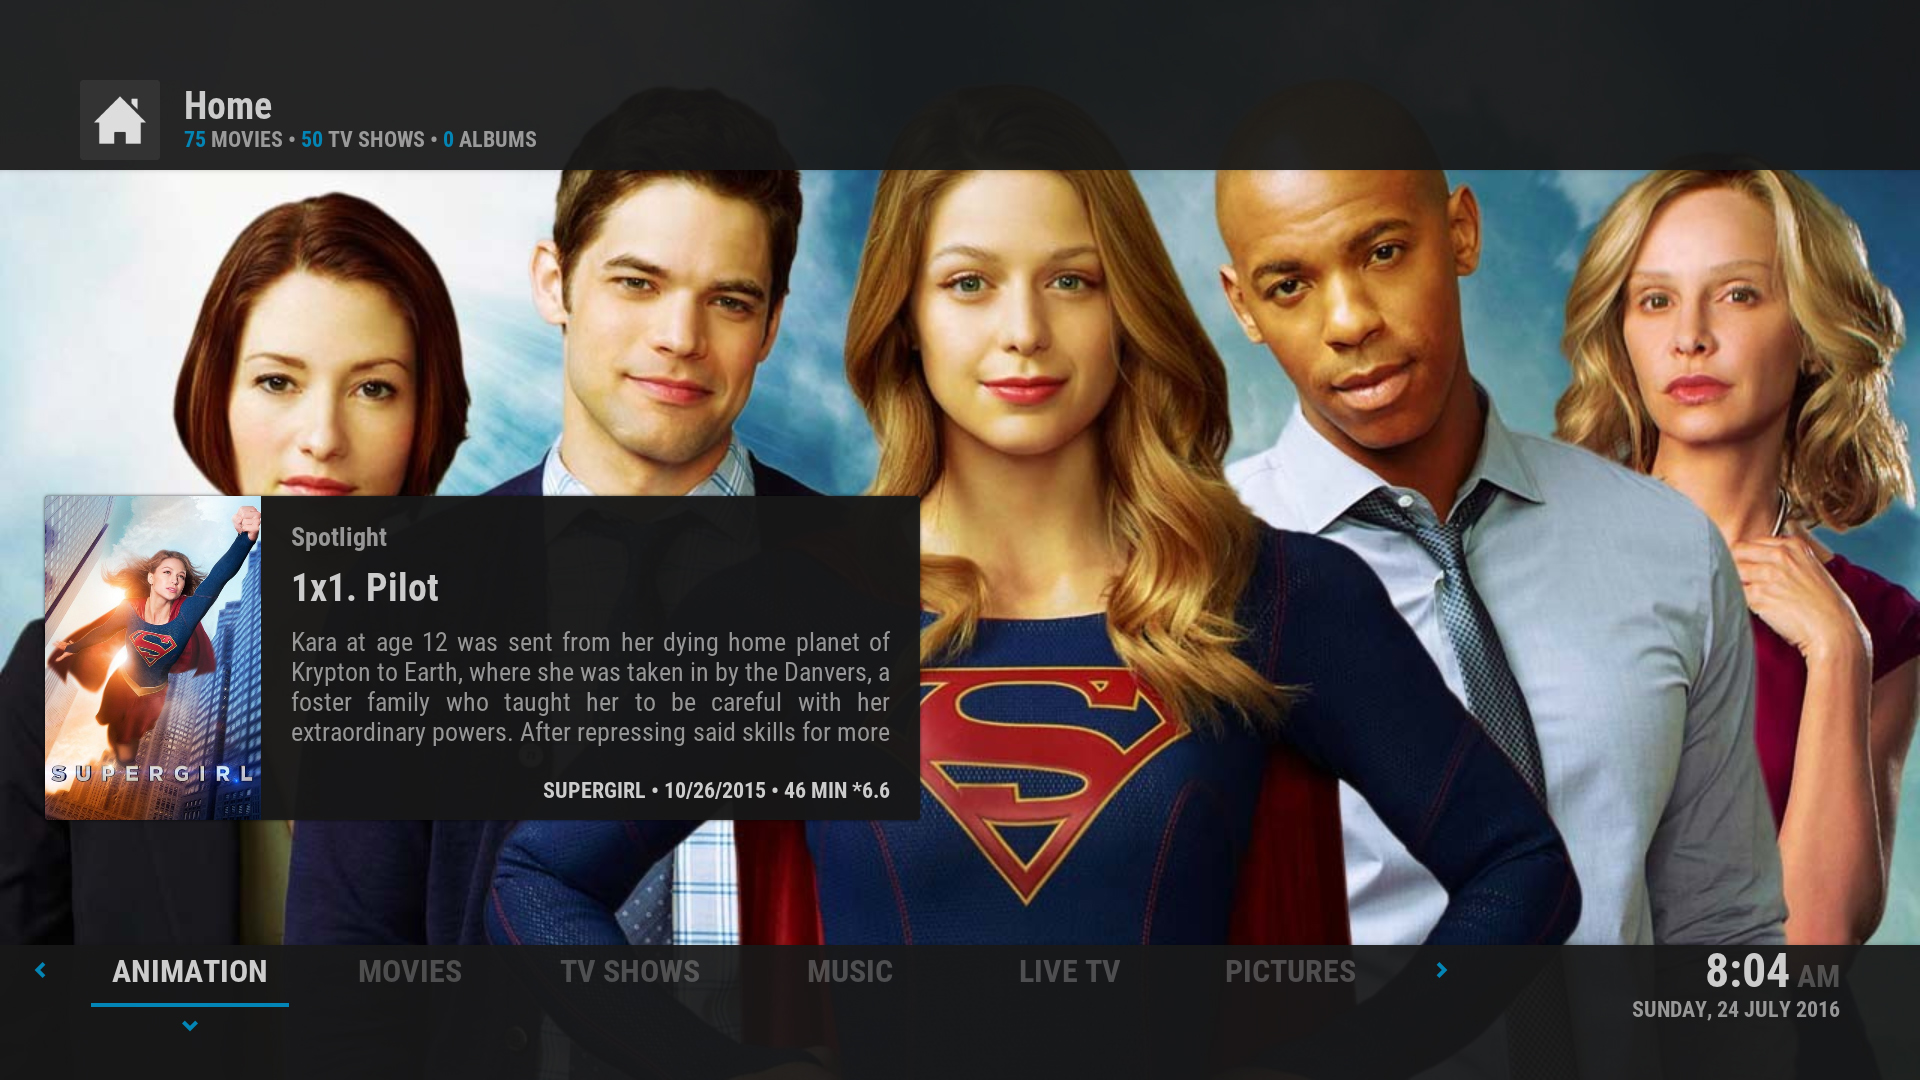 Home
75 MOVIES • 50 TV SHOWS • 0 ALBUMS
Spotlight
1x1. Pilot
Kara at age 12 was sent from her dying home planet of
Krypton to Earth, where she was taken in by the Danvers, a
foster family who taught her to be careful with her
extraordinary powers. After repressing said skills for more
SUPERGIRL
SUPERGIRL • 10/26/2015 • 46 MIN *6.6
ANIMATION MOVIES TV SHOWS MUSIC LIVE TV PICTURES
8:04 AM
SUNDAY, 24 JULY 2016